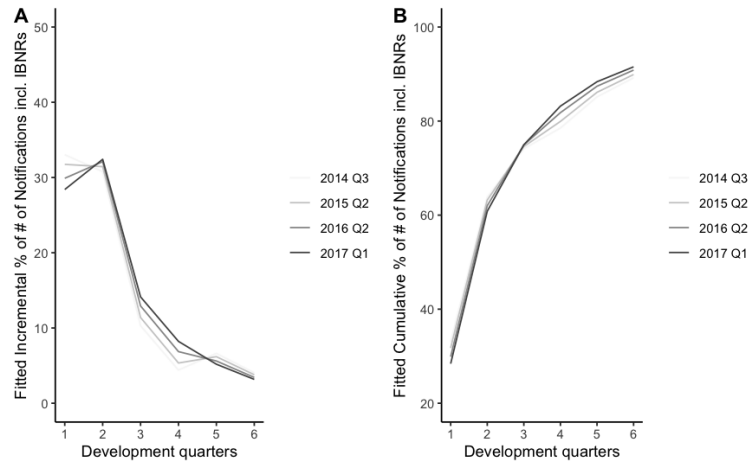 A
Fitted Incremental % of # of Notifications incl. IBNRs
50
40
30
20
10
0
1 2 3 4 5 6
Development quarters
2014 Q3
2015 Q2
2016 Q2
2017 Q1
B
Fitted Cumulative % of # of Notifications incl. IBNRs
100
80
60
40
20
1 2 3 4 5 6
Development quarters
2014 Q3
2015 Q2
2016 Q2
2017 Q1